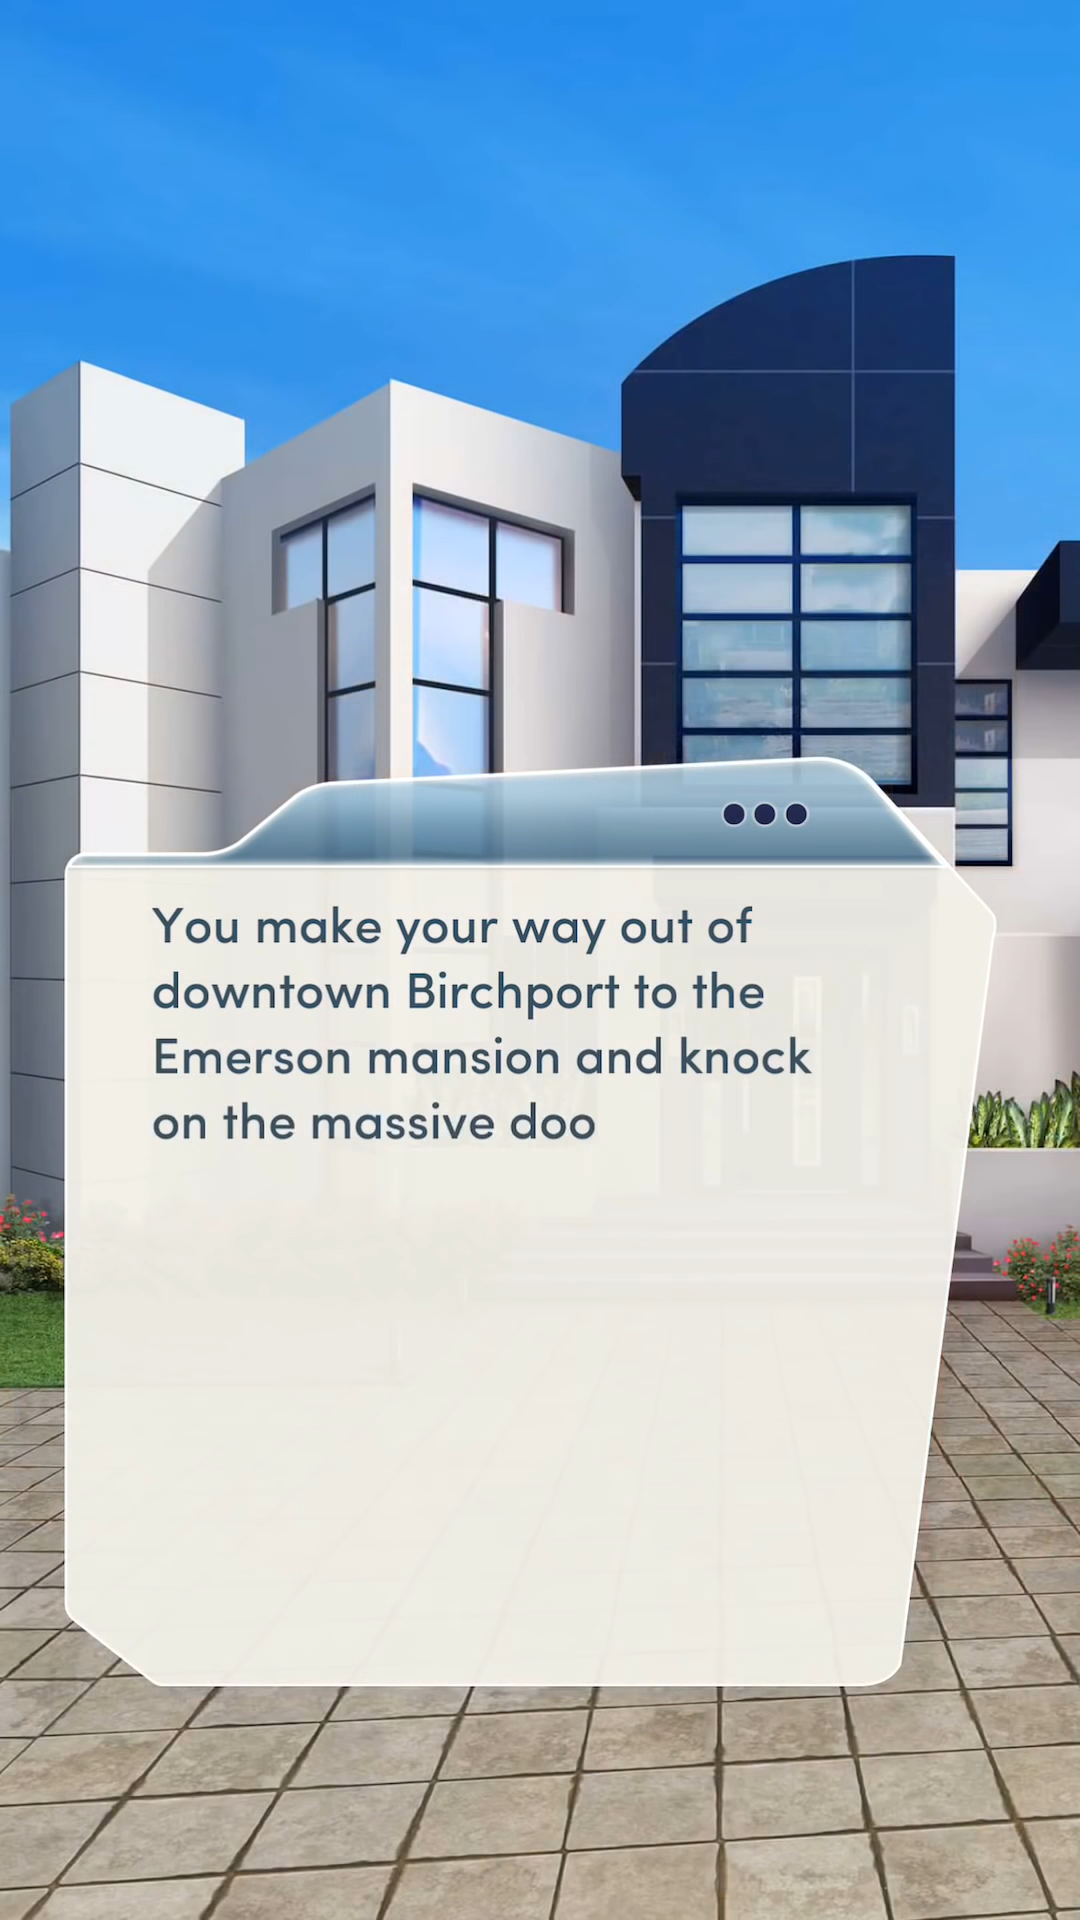 You make your way out of
downtown Birchport to the
Emerson mansion and knock
on the massive doo